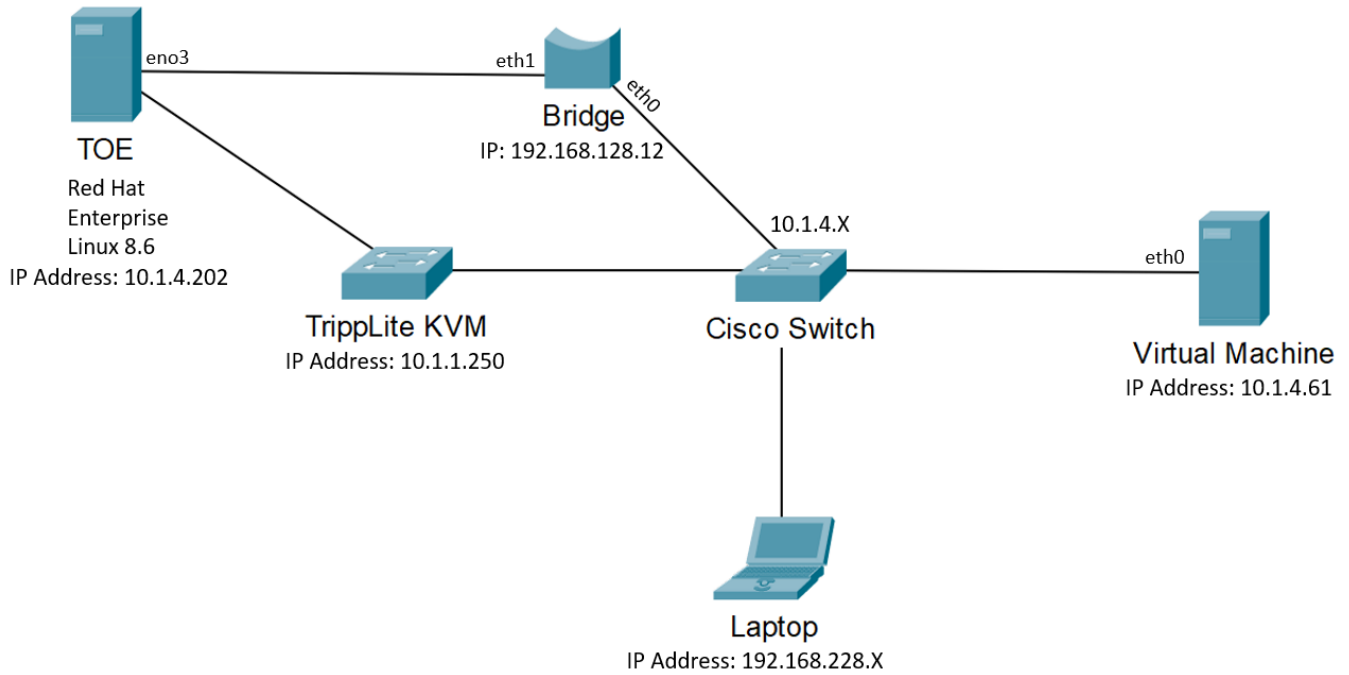 eno3
eth1
eth0
Bridge
IP: 192.168.128.12
TOE
Red Hat
Enterprise
Linux 8.6
IP Address: 10.1.4.202
10.1.4.X
eth0
TrippLite KVM
IP Address: 10.1.1.250
Cisco Switch
Virtual Machine
IP Address: 10.1.4.61
Laptop
IP Address: 192.168.228.X